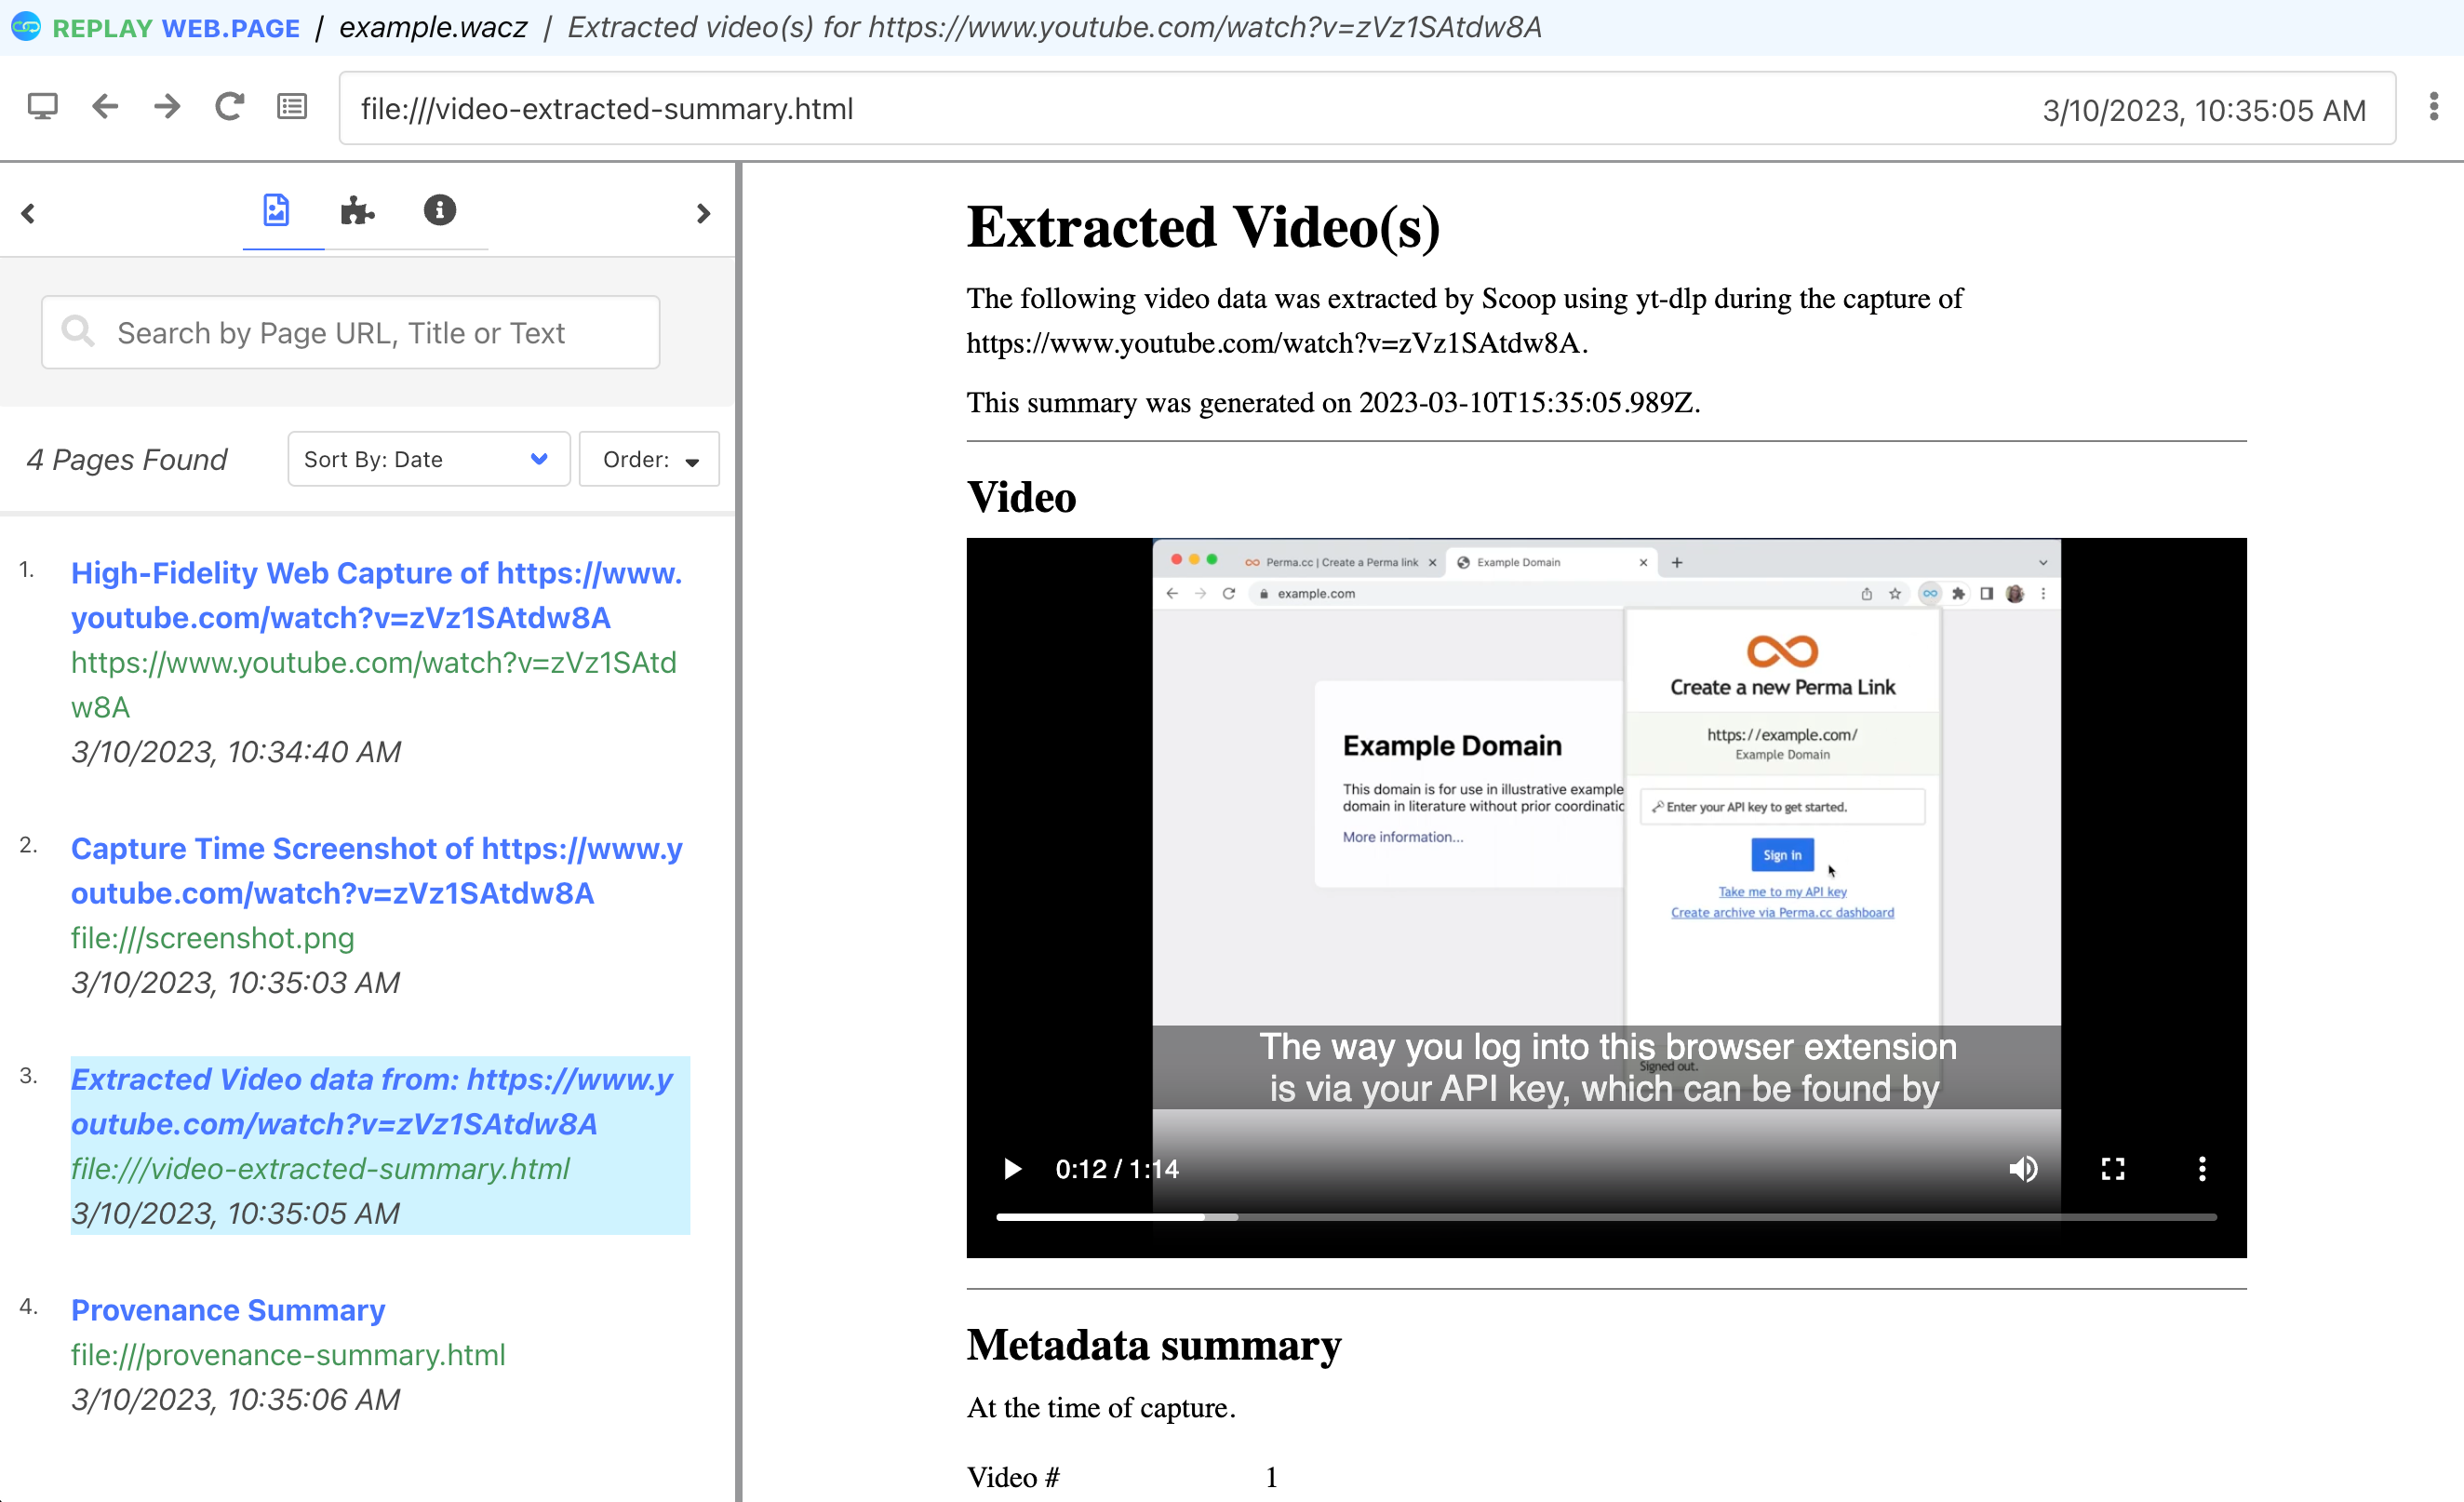 REPLAY WEB.PAGE / example.wacz / Extracted video(s) for https://www.youtube.com/watch?v=zVz1SAtdw8A
file:///video-extracted-summary.html 3/10/2023, 10:35:05 AM
Search by Page URL, Title or Text
4 Pages Found Sort By: Date Order:
1. High-Fidelity Web Capture of https://www.
youtube.com/watch?v=zVz1SAtdw8A
https://www.youtube.com/watch?v=zVz1SAtd
w8A
3/10/2023, 10:34:40 AM
2. Capture Time Screenshot of https://www.y
outube.com/watch?v=zVz1SAtdw8A
file:///screenshot.png
3/10/2023, 10:35:03 AM
3. Extracted Video data from: https://www.y
outube.com/watch?v=zVz1SAtdw8A
file:///video-extracted-summary.html
3/10/2023, 10:35:05 AM
4. Provenance Summary
file:///provenance-summary.html
3/10/2023, 10:35:06 AM
Extracted Video(s)
The following video data was extracted by Scoop using yt-dlp during the capture of
https://www.youtube.com/watch?v=zVz1SAtdw8A.
This summary was generated on 2023-03-10T15:35:05.989Z.
Video
Perma.cc | Create a Perma link Example Domain
example.com
Example Domain
This domain is for use in illustrative example
domain in literature without prior coordinatic
More information...
Create a new Perma Link
https://example.com/
Example Domain
Enter your API key to get started.
Sign in
Take me to my API key
Create archive via Perma.cc dashboard
Signed out.
The way you log into this browser extension
is via your API key, which can be found by
0:12 / 1:14
Metadata summary
At the time of capture.
Video # 1